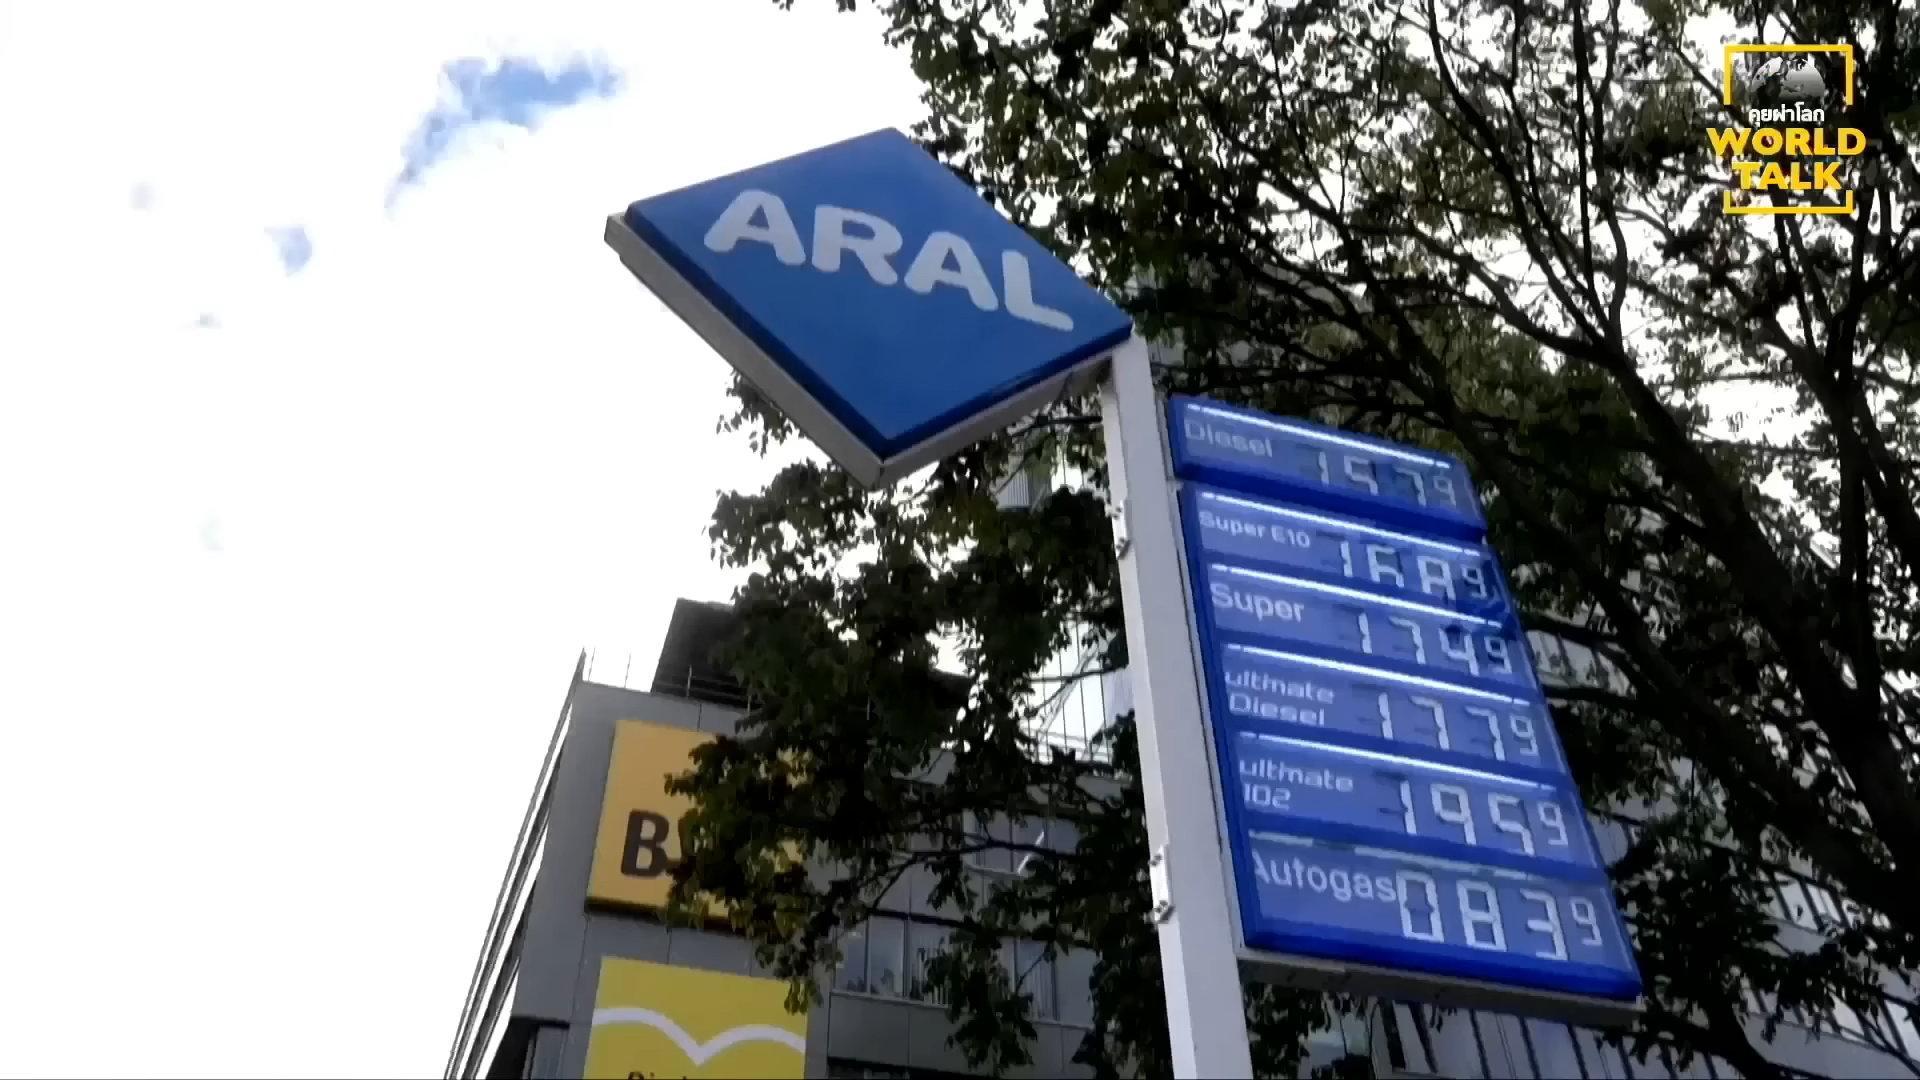 คุยผ่าโลก
WORLD
TALK
ARAL
Diesel 1579
Super E10 1689
Super 1749
ultimate
Diesel 1779
ultimate
102 1959
Autogas 0839